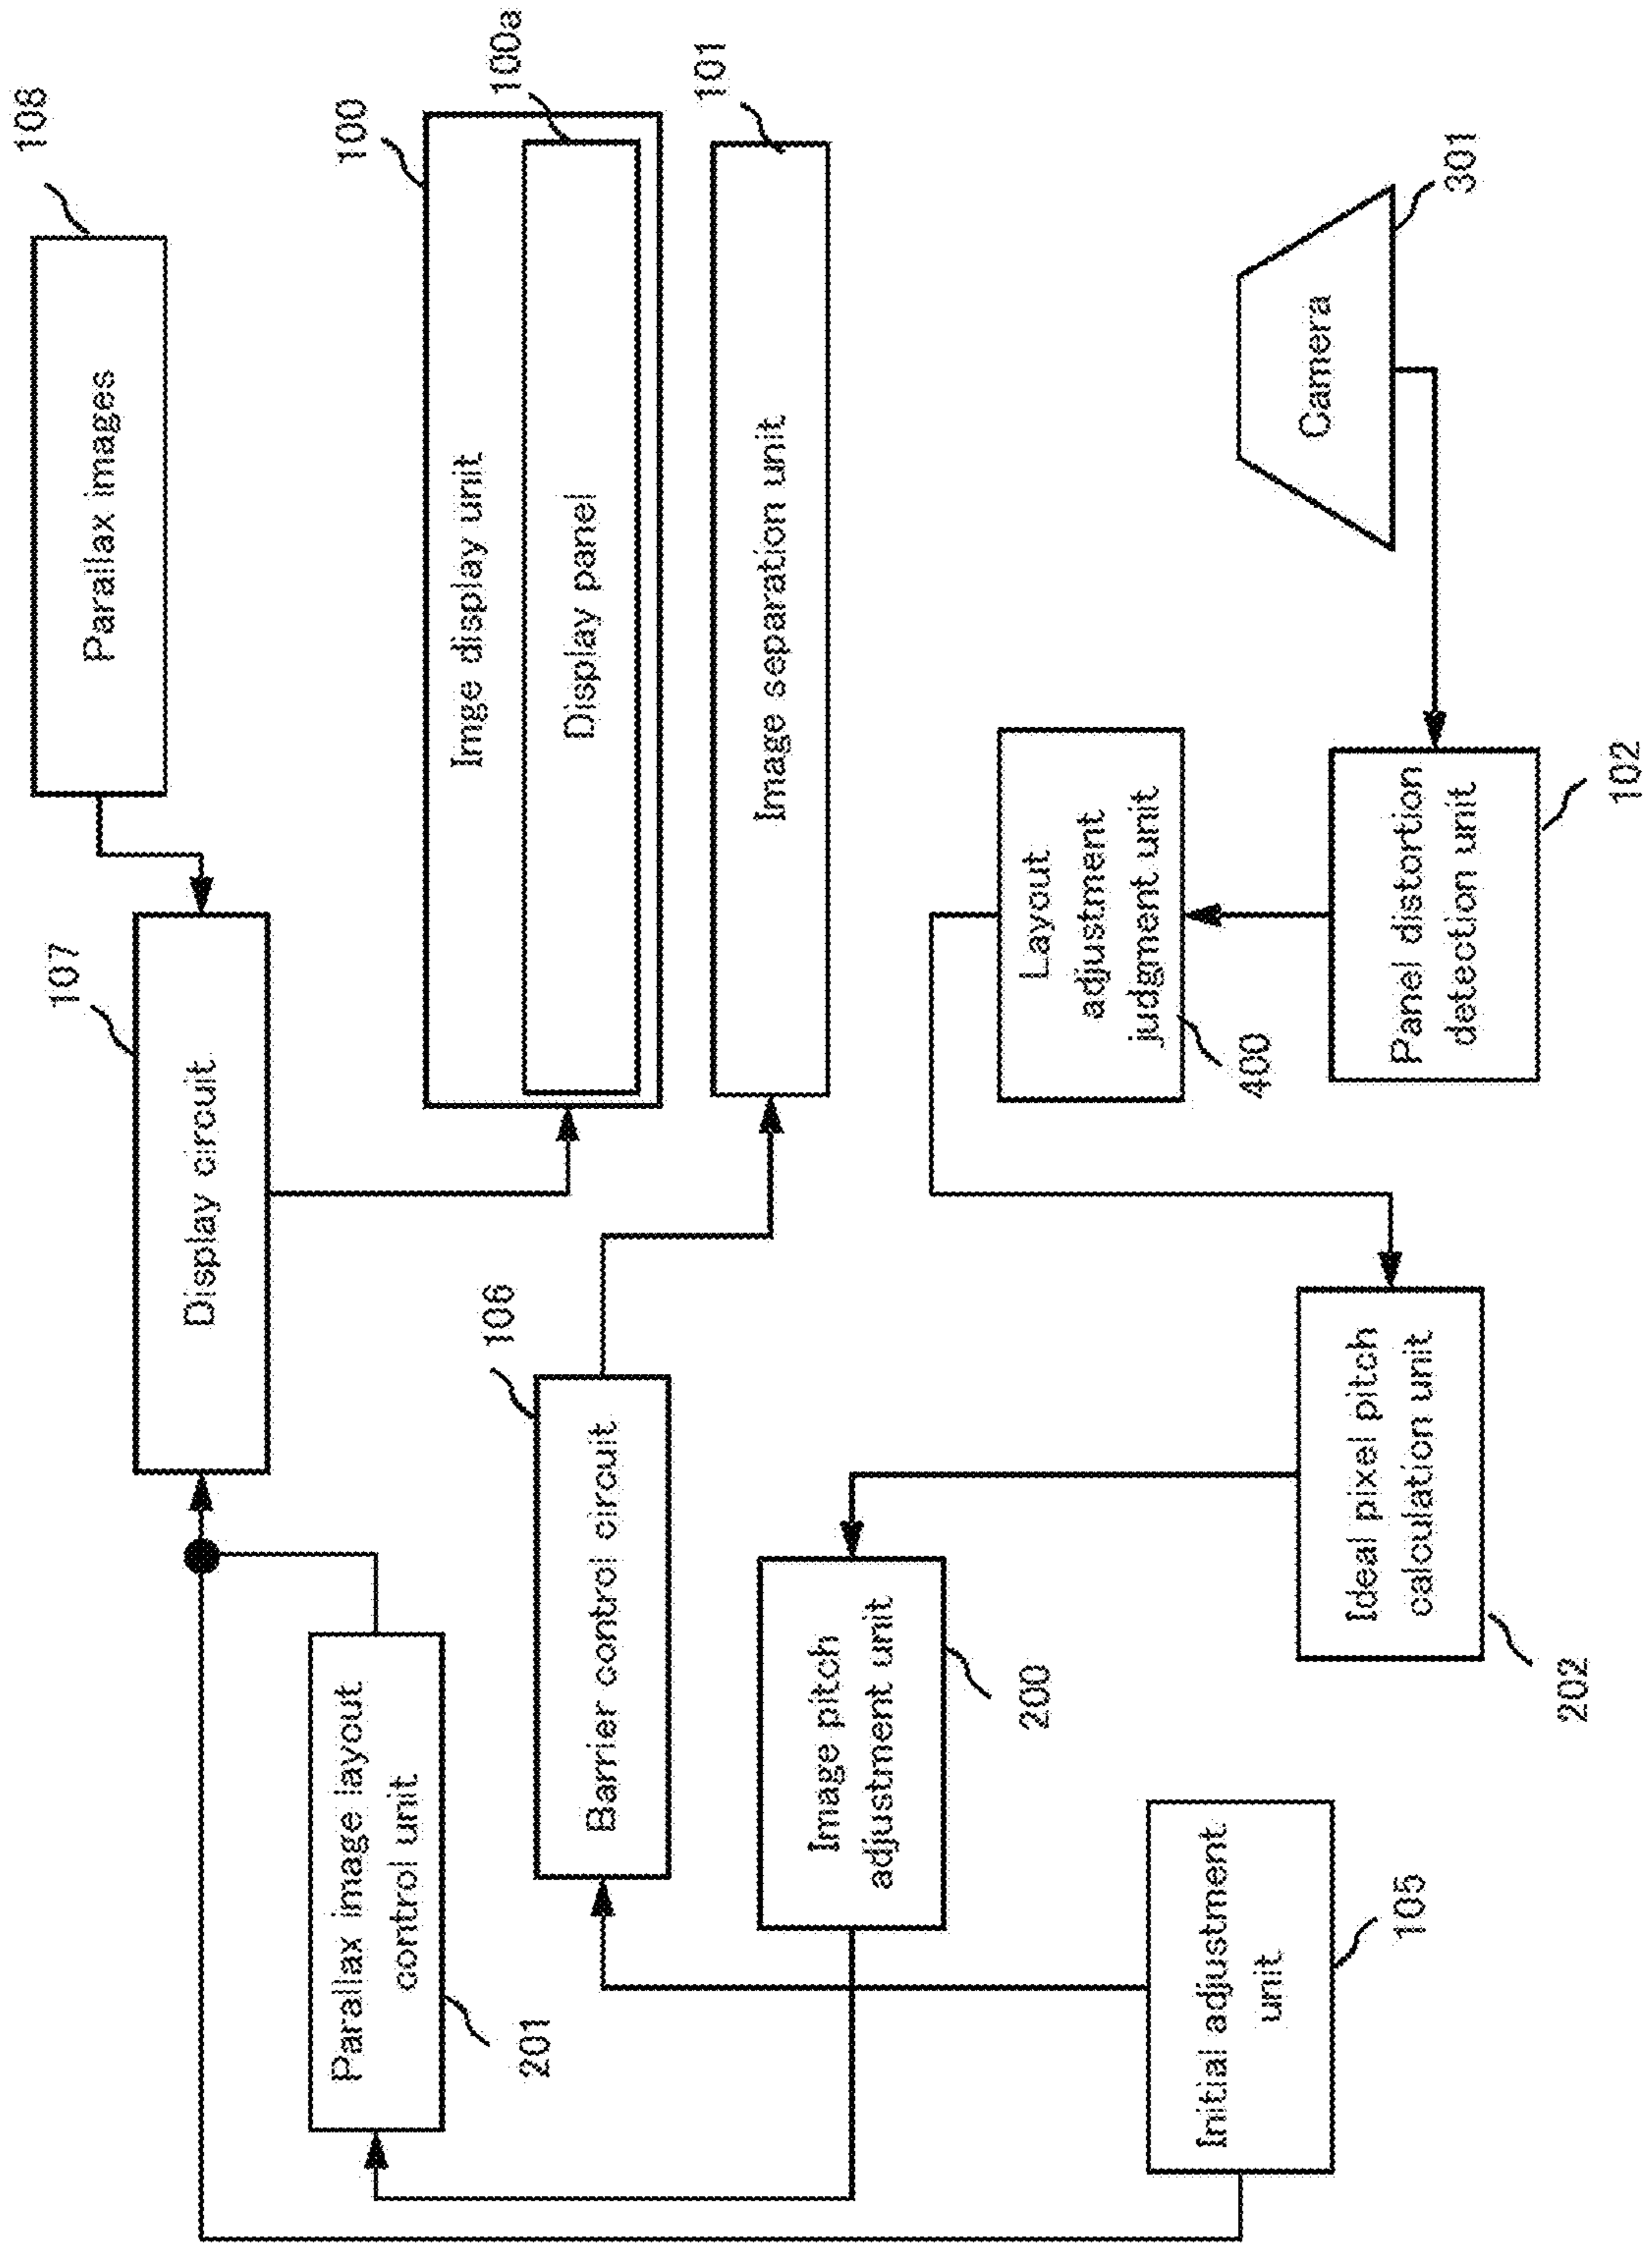 108
Parallax images
107
Display circuit
Parallax image layout
control unit
201
100
100a
Imge display unit
Display panel
106
Barrier control circuit
101
Image separation unit
Image pitch
adjustment unit
200
Layout
adjustment
judgment unit
400
Camera
301
Initial adjustment
unit
105
Ideal pixel pitch
calculation unit
202
Panel distortion
detection unit
102